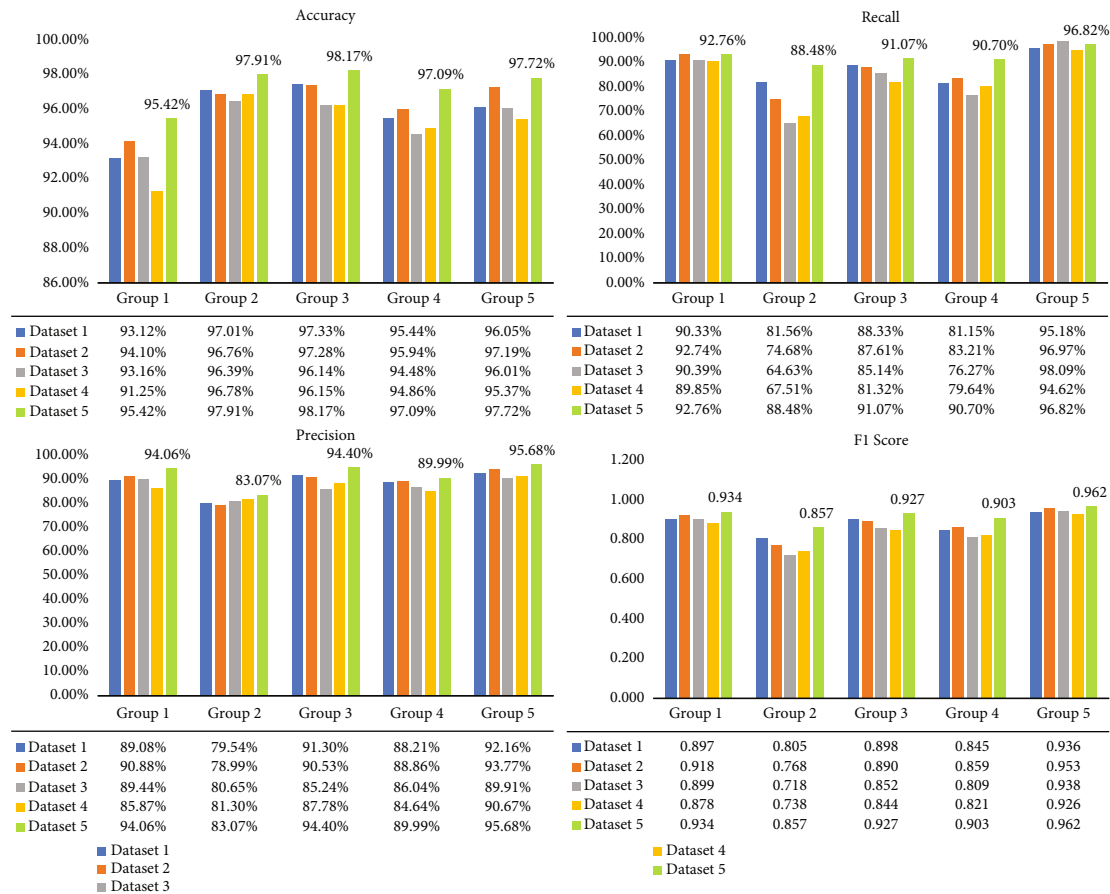 Accuracy
100.00%
98.00%
96.00%
94.00%
92.00%
90.00%
88.00%
86.00%
95.42%
97.91%
98.17%
97.09%
97.72%
Group 1 Group 2 Group 3 Group 4 Group 5
Dataset 1 93.12% 97.01% 97.33% 95.44% 96.05%
Dataset 2 94.10% 96.76% 97.28% 95.94% 97.19%
Dataset 3 93.16% 96.39% 96.14% 94.48% 96.01%
Dataset 4 91.25% 96.78% 96.15% 94.86% 95.37%
Dataset 5 95.42% 97.91% 98.17% 97.09% 97.72%
Recall
100.00%
90.00%
80.00%
70.00%
60.00%
50.00%
40.00%
30.00%
20.00%
10.00%
0.00%
92.76%
88.48%
91.07%
90.70%
96.82%
Group 1 Group 2 Group 3 Group 4 Group 5
Dataset 1 90.33% 81.56% 88.33% 81.15% 95.18%
Dataset 2 92.74% 74.68% 87.61% 83.21% 96.97%
Dataset 3 90.39% 64.63% 85.14% 76.27% 98.09%
Dataset 4 89.85% 67.51% 81.32% 79.64% 94.62%
Dataset 5 92.76% 88.48% 91.07% 90.70% 96.82%
Precision
100.00%
90.00%
80.00%
70.00%
60.00%
50.00%
40.00%
30.00%
20.00%
10.00%
0.00%
94.06%
83.07%
94.40%
89.99%
95.68%
Group 1 Group 2 Group 3 Group 4 Group 5
Dataset 1 89.08% 79.54% 91.30% 88.21% 92.16%
Dataset 2 90.88% 78.99% 90.53% 88.86% 93.77%
Dataset 3 89.44% 80.65% 85.24% 86.04% 89.91%
Dataset 4 85.87% 81.30% 87.78% 84.64% 90.67%
Dataset 5 94.06% 83.07% 94.40% 89.99% 95.68%
F1 Score
1.200
1.000
0.800
0.600
0.400
0.200
0.000
0.934
0.857
0.927
0.903
0.962
Group 1 Group 2 Group 3 Group 4 Group 5
Dataset 1 0.897 0.805 0.898 0.845 0.936
Dataset 2 0.918 0.768 0.890 0.859 0.953
Dataset 3 0.899 0.718 0.852 0.809 0.938
Dataset 4 0.878 0.738 0.844 0.821 0.926
Dataset 5 0.934 0.857 0.927 0.903 0.962
Dataset 1
Dataset 2
Dataset 3
Dataset 4
Dataset 5